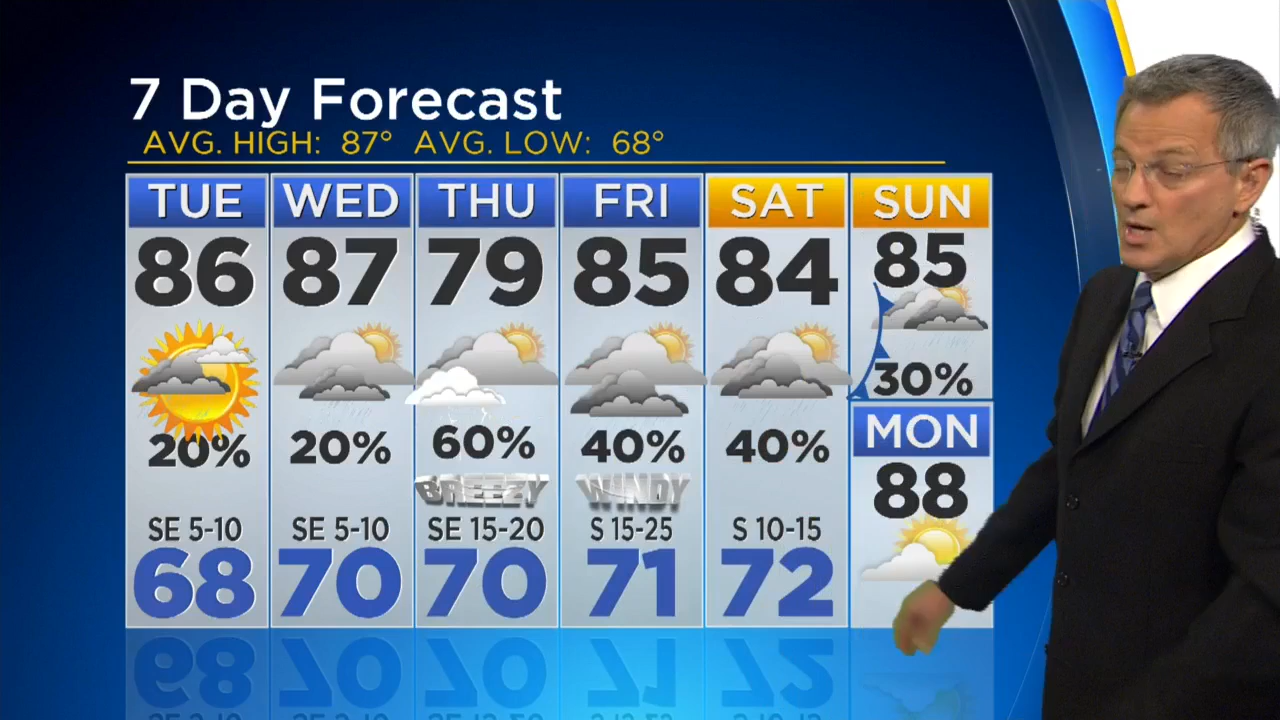 7 Day Forecast
AVG. HIGH: 87° AVG. LOW: 68°
TUE WED THU FRI SAT SUN
86 87 79 85 84 85
20% 20% 60% 40% 40% 30%
BREEZY WINDY
MON
88
SE 5-10 SE 5-10 SE 15-20 S 15-25 S 10-15
68 70 70 71 72